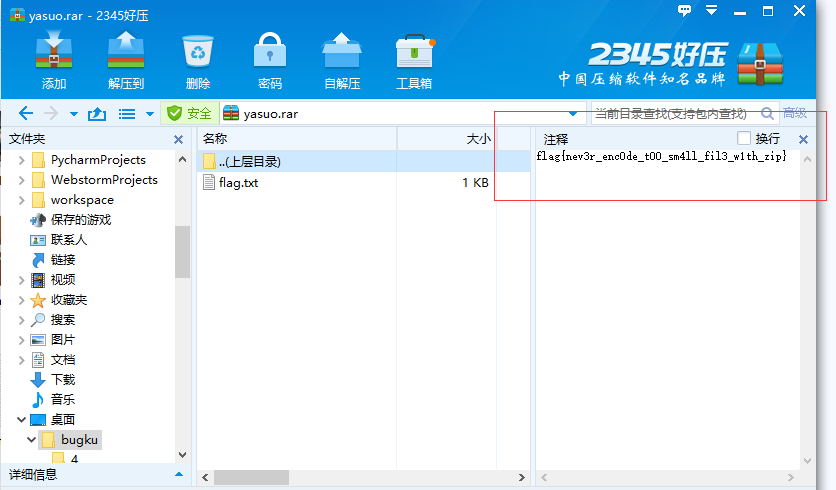 yasuo.rar - 2345好压
添加
解压到
删除
密码
自解压
工具箱
2345好压
中国压缩软件知名品牌
安全
yasuo.rar
当前目录查找(支持包内查找)
高级
文件夹
名称
大小
注释
换行
PycharmProjects
WebstormProjects
workspace
保存的游戏
联系人
链接
视频
收藏夹
搜索
图片
文档
下载
音乐
桌面
bugku
4
..(上层目录)
flag.txt
1 KB
flag{nev3r_enc0de_t00_sm4ll_fil3_w1th_zip}
详细信息